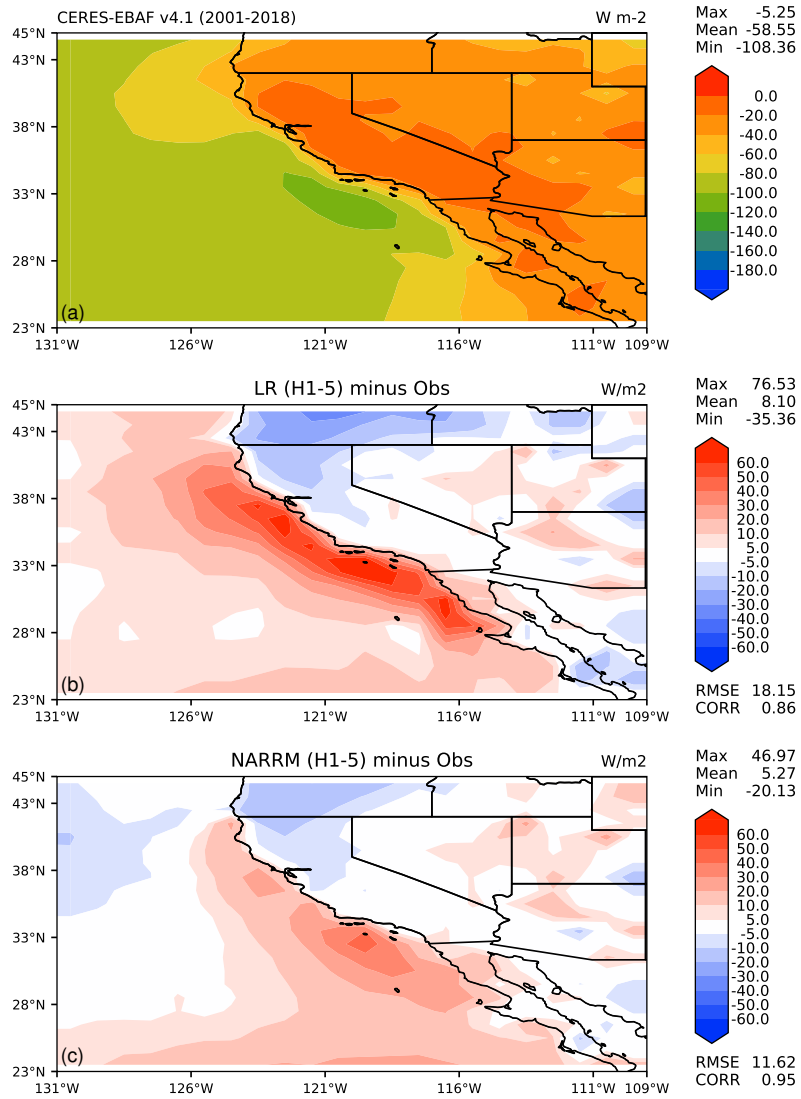 CERES-EBAF v4.1 (2001-2018) W m-2
Max -5.25
Mean -58.55
Min -108.36
45°N
43°N
38°N
33°N
28°N
23°N
(a)
131°W 126°W 121°W 116°W 111°W 109°W
0.0
-20.0
-40.0
-60.0
-80.0
-100.0
-120.0
-140.0
-160.0
-180.0
LR (H1-5) minus Obs W/m2
Max 76.53
Mean 8.10
Min -35.36
45°N
43°N
38°N
33°N
28°N
23°N
(b)
131°W 126°W 121°W 116°W 111°W 109°W
60.0
50.0
40.0
30.0
20.0
10.0
5.0
-5.0
-10.0
-20.0
-30.0
-40.0
-50.0
-60.0
RMSE 18.15
CORR 0.86
NARRM (H1-5) minus Obs W/m2
Max 46.97
Mean 5.27
Min -20.13
45°N
43°N
38°N
33°N
28°N
23°N
(c)
131°W 126°W 121°W 116°W 111°W 109°W
60.0
50.0
40.0
30.0
20.0
10.0
5.0
-5.0
-10.0
-20.0
-30.0
-40.0
-50.0
-60.0
RMSE 11.62
CORR 0.95